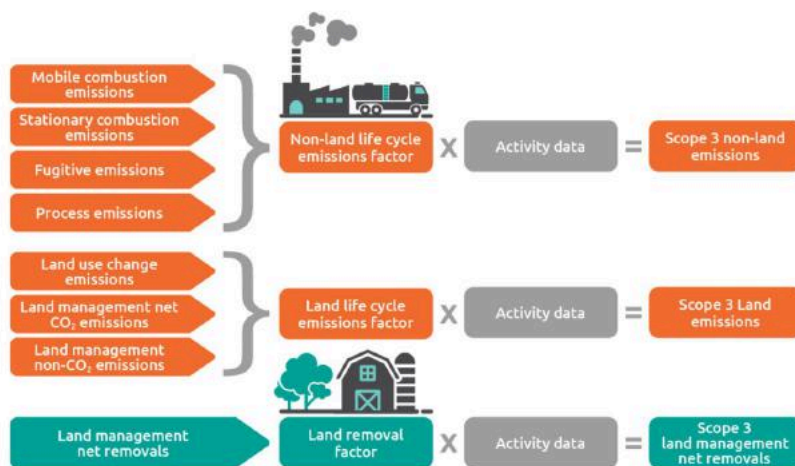 Mobile combustion
emissions
Stationary combustion
emissions
Fugitive emissions
Process emissions
Non-land life cycle
emissions factor
X
Activity data
=
Scope 3 non-land
emissions
Land use change
emissions
Land management net
CO₂ emissions
Land management
non-CO₂ emissions
Land life cycle
emissions factor
X
Activity data
=
Scope 3 Land
emissions
Land management
net removals
Land removal
factor
X
Activity data
=
Scope 3
land management
net removals